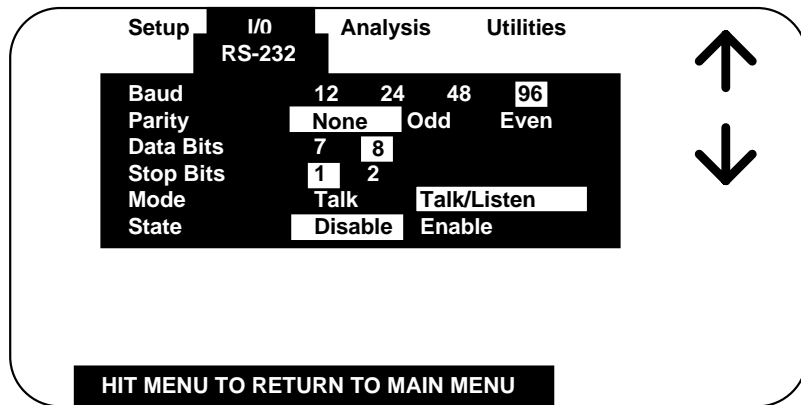 Setup I/0 Analysis Utilities
RS-232
Baud 12 24 48 96
Parity None Odd Even
Data Bits 7 8
Stop Bits 1 2
Mode Talk Talk/Listen
State Disable Enable
HIT MENU TO RETURN TO MAIN MENU